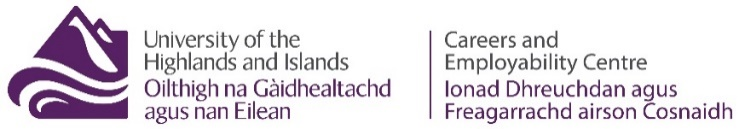 University of the
Highlands and Islands
Oilthigh na Gàidhealtachd
agus nan Eilean
Careers and
Employability Centre
Ionad Dhreuchdan agus
Freagarrachd airson Cosnaidh